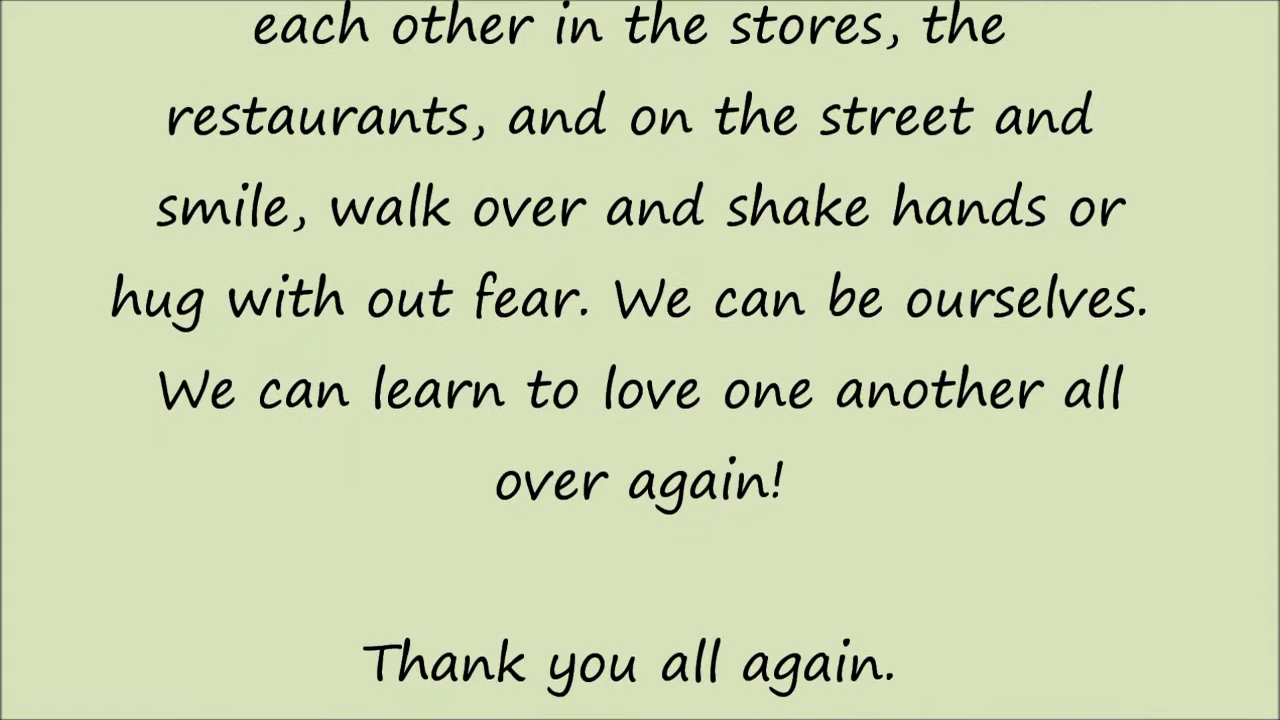 each other in the stores, the
restaurants, and on the street and
smile, walk over and shake hands or
hug with out fear. We can be ourselves.
We can learn to love one another all
over again!
Thank you all again.